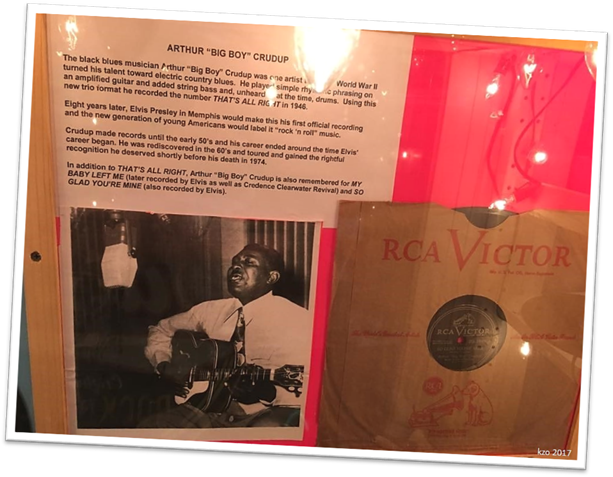 ARTHUR "BIG BOY" CRUDUP
The black blues musician Arthur "Big Boy" Crudup was one artist World War II
turned his talent toward electric country blues. He played simple rhythmic phrasing on
an amplified guitar and added string bass and, unheard at the time, drums. Using this
new trio format he recorded the number THAT'S ALL RIGHT in 1946.
Eight years later, Elvis Presley in Memphis would make this his first official recording
and the new generation of young Americans would label it "rock 'n roll" music.
Crudup made records until the early 50's and his career ended around the time Elvis'
career began. He was rediscovered in the 60's and toured and gained the rightful
recognition he deserved shortly before his death in 1974.
In addition to THAT'S ALL RIGHT, Arthur "Big Boy" Crudup is also remembered for MY
BABY LEFT ME (later recorded by Elvis as well as Credence Clearwater Revival) and SO
GLAD YOU'RE MINE (also recorded by Elvis).
RCA VICTOR
RCA VICTOR
kzo 2017